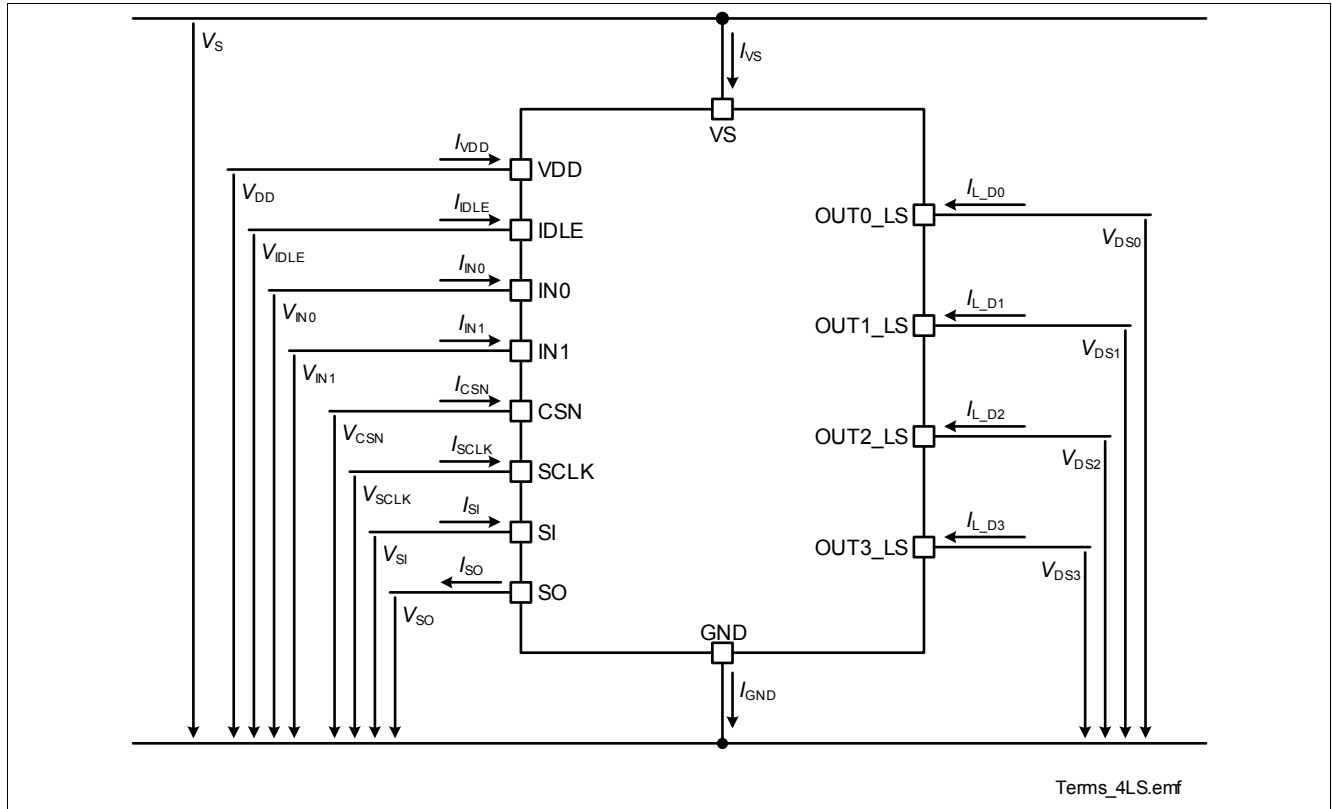 VS
IVS
VS
IVDD
VDD
VDD
IIDLE
IDLE
VIDLE
IIN0
IN0
VIN0
IIN1
IN1
VIN1
ICSN
CSN
VCSN
ISCLK
SCLK
VSCLK
ISI
SI
VSI
ISO
SO
VSO
IL_D0
OUT0_LS
VDS0
IL_D1
OUT1_LS
VDS1
IL_D2
OUT2_LS
VDS2
IL_D3
OUT3_LS
VDS3
GND
IGND
Terms_4LS.emf